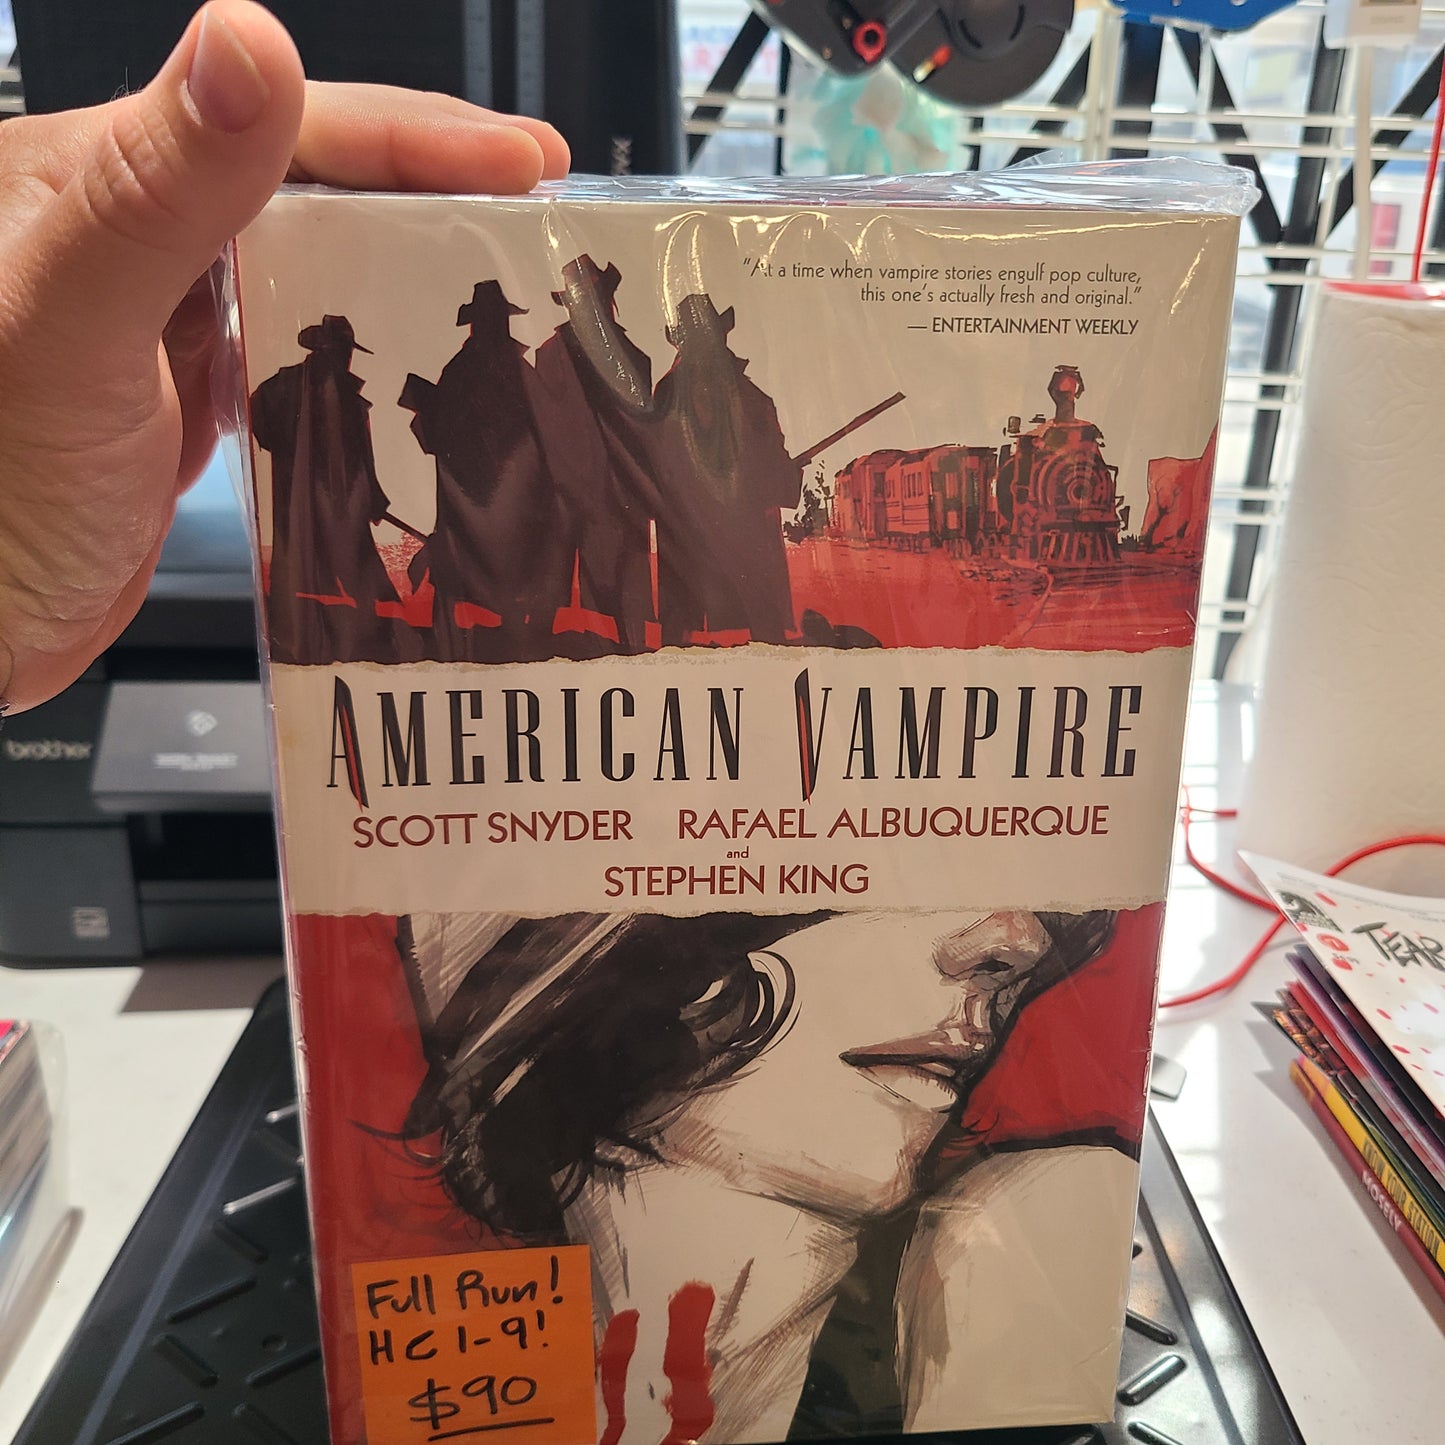 "At a time when vampire stories engulf pop culture,
this one's actually fresh and original."
— ENTERTAINMENT WEEKLY
AMERICAN VAMPIRE
SCOTT SNYDER RAFAEL ALBUQUERQUE
and
STEPHEN KING
Full Run!
HC 1-9!
$90
brother
MOSELY